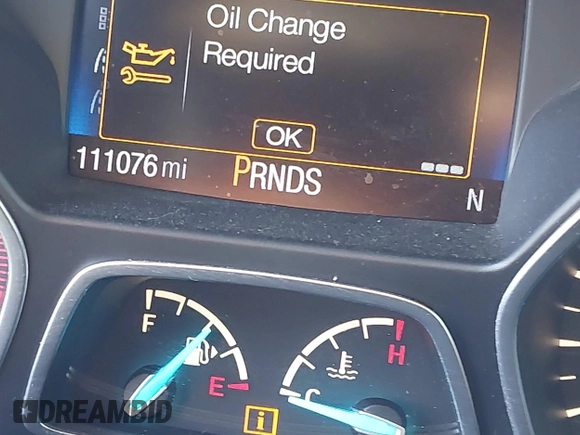 Oil Change
Required
OK
111076 mi
PRNDS
N
F
E
H
C
i
DREAMBID